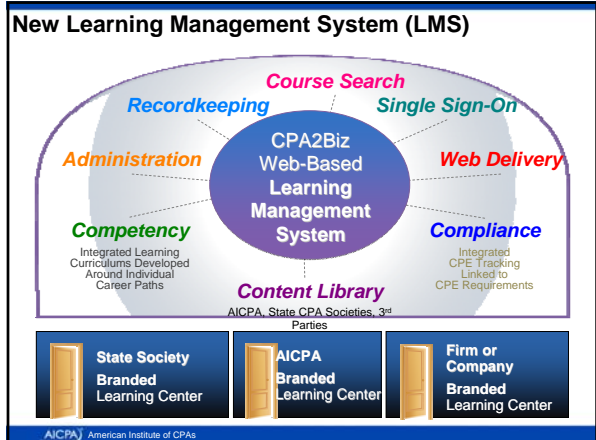 New Learning Management System (LMS)
Course Search
Recordkeeping
Single Sign-On
CPA2Biz
Web-Based
Learning
Management
System
Administration
Web Delivery
Competency
Integrated Learning
Curriculums Developed
Around Individual
Career Paths
Compliance
Integrated
CPE Tracking
Linked to
CPE Requirements
Content Library
AICPA, State CPA Societies, 3rd
Parties
State Society
Branded
Learning Center
AICPA
Branded
Learning Center
Firm or
Company
Branded
Learning Center
AICPA) American Institute of CPAs